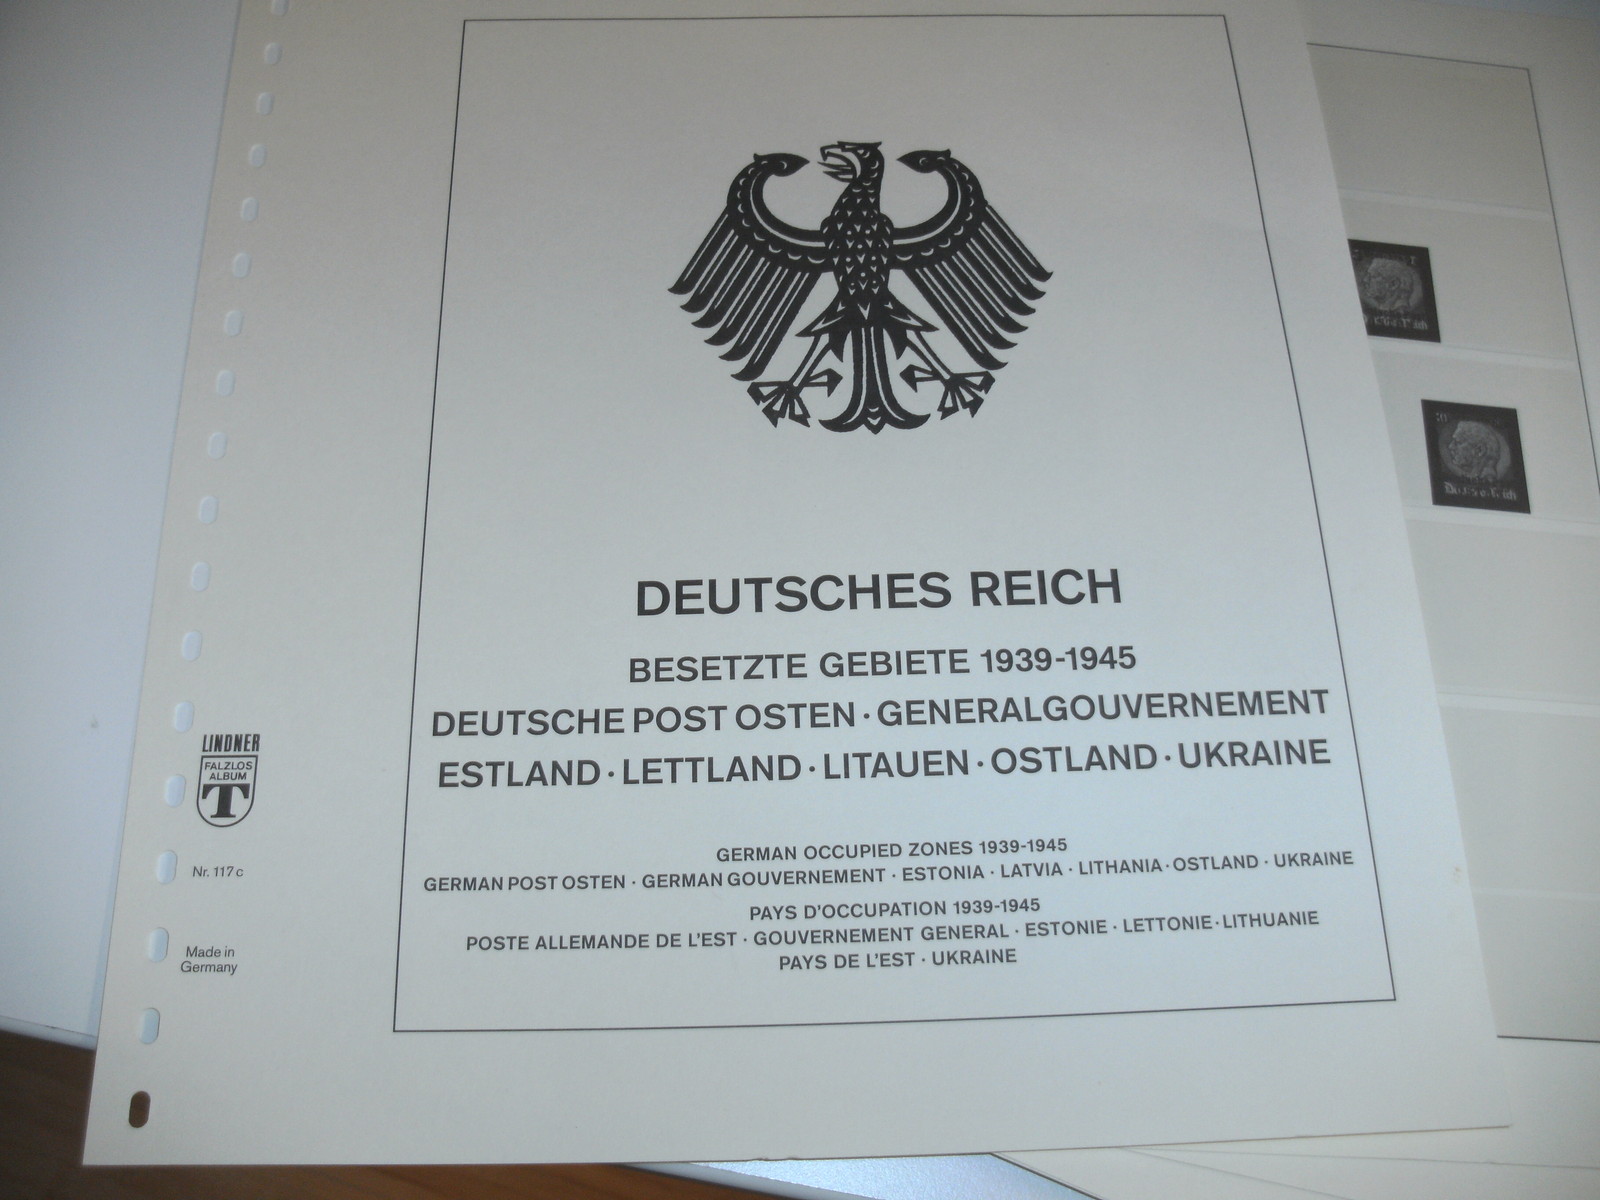 DEUTSCHES REICH
BESETZTE GEBIETE 1939-1945
DEUTSCHE POST OSTEN · GENERALGOUVERNEMENT
ESTLAND · LETTLAND · LITAUEN · OSTLAND · UKRAINE
GERMAN OCCUPIED ZONES 1939-1945
GERMAN POST OSTEN · GERMAN GOUVERNEMENT · ESTONIA · LATVIA · LITHANIA · OSTLAND · UKRAINE
PAYS D'OCCUPATION 1939-1945
POSTE ALLEMANDE DE L'EST · GOUVERNEMENT GENERAL · ESTONIE · LETTONIE · LITHUANIE
PAYS DE L'EST · UKRAINE
LINDNER
FALZLOS
ALBUM
T
Nr. 117 c
Made in
Germany